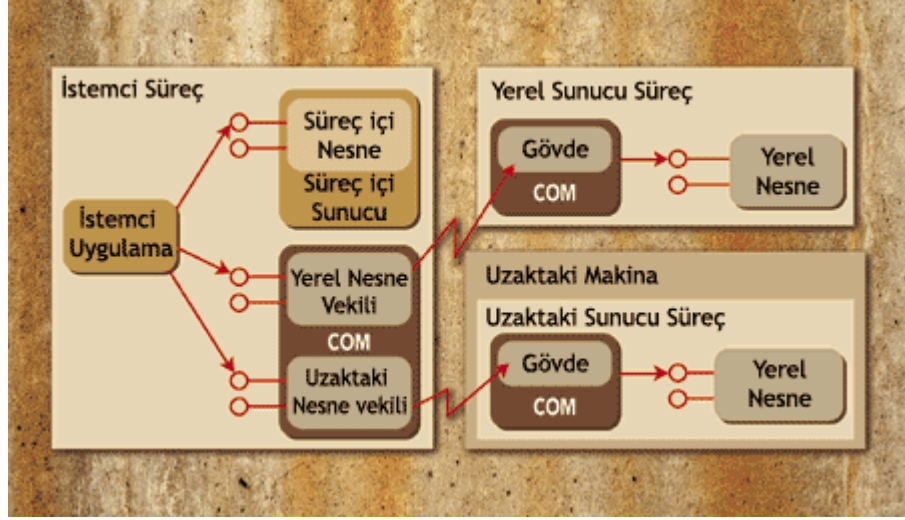 İstemci Süreç
Süreç içi
Nesne
Süreç içi
Sunucu
İstemci
Uygulama
Yerel Nesne
Vekili
COM
Uzaktaki
Nesne vekili
Yerel Sunucu Süreç
Gövde
COM
Yerel
Nesne
Uzaktaki Makina
Uzaktaki Sunucu Süreç
Gövde
COM
Yerel
Nesne